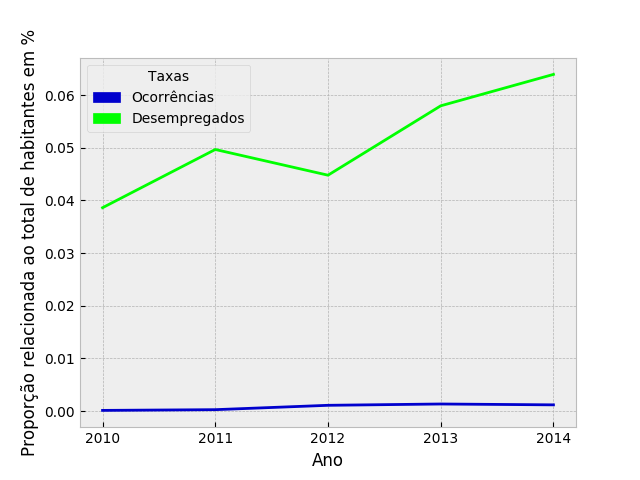 Proporção relacionada ao total de habitantes em %
Taxas
Ocorrências
Desempregados
0.06
0.05
0.04
0.03
0.02
0.01
0.00
2010 2011 2012 2013 2014
Ano